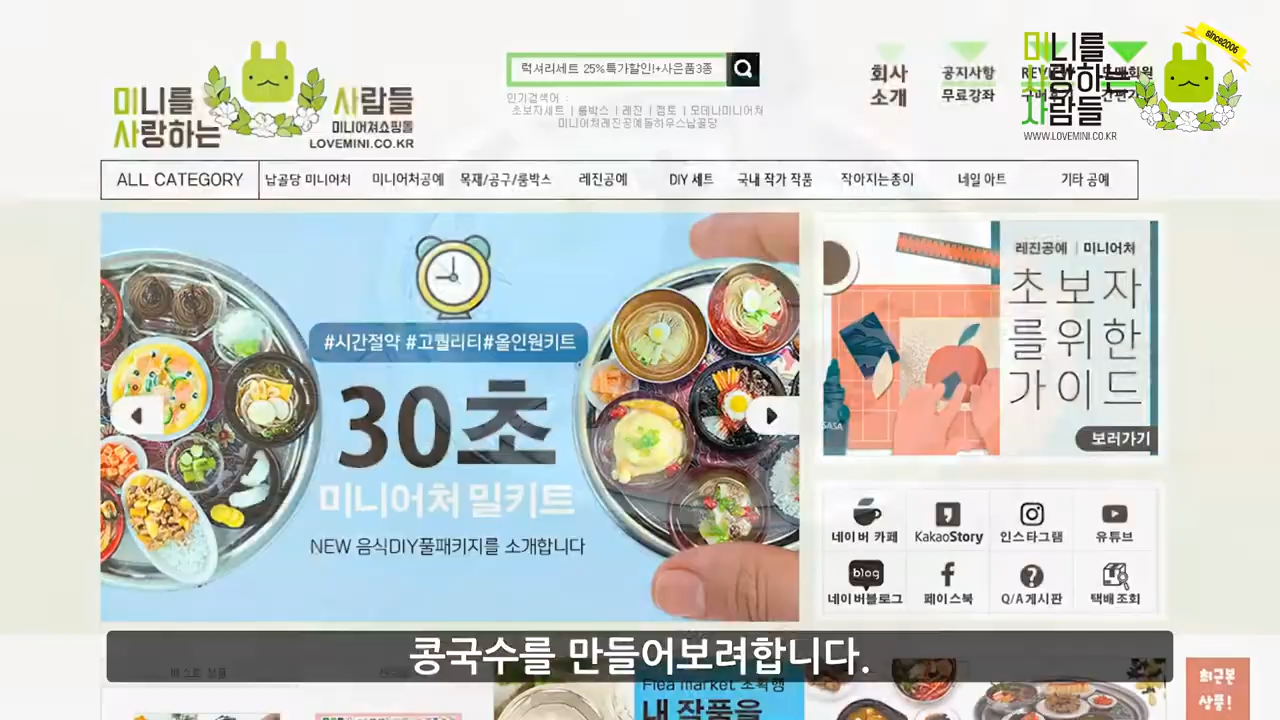 미니를
사랑하는
사람들
미니어쳐쇼핑몰
LOVEMINI.CO.KR
럭셔리세트 25%특가할인!+사은품3종
인기검색어 :
초보자세트 | 룸박스 | 레진 | 점토 | 모데나미니어쳐
미니어쳐레진공예돌하우스납골당
회사
소개
공지사항
무료강좌
미니를
사랑하는
사람들
WWW.LOVEMINI.CO.KR
since2006
ALL CATEGORY
납골당 미니어처
미니어처공예
목재/공구/룸박스
레진공예
DIY 세트
국내 작가 작품
작아지는종이
네일 아트
기타 공예
#시간절약 #고퀄리티#올인원키트
30초
미니어처 밀키트
NEW 음식DIY풀패키지를 소개합니다
레진공예 | 미니어처
초보자
를위한
가이드
보러가기
네이버 카페
KakaoStory
인스타그램
유튜브
blog
네이버블로그
페이스북
Q/A게시판
택배조회
콩국수를 만들어보려합니다.
베스트 상품
Flea market 소확행
내 작품을
최근본
상품!